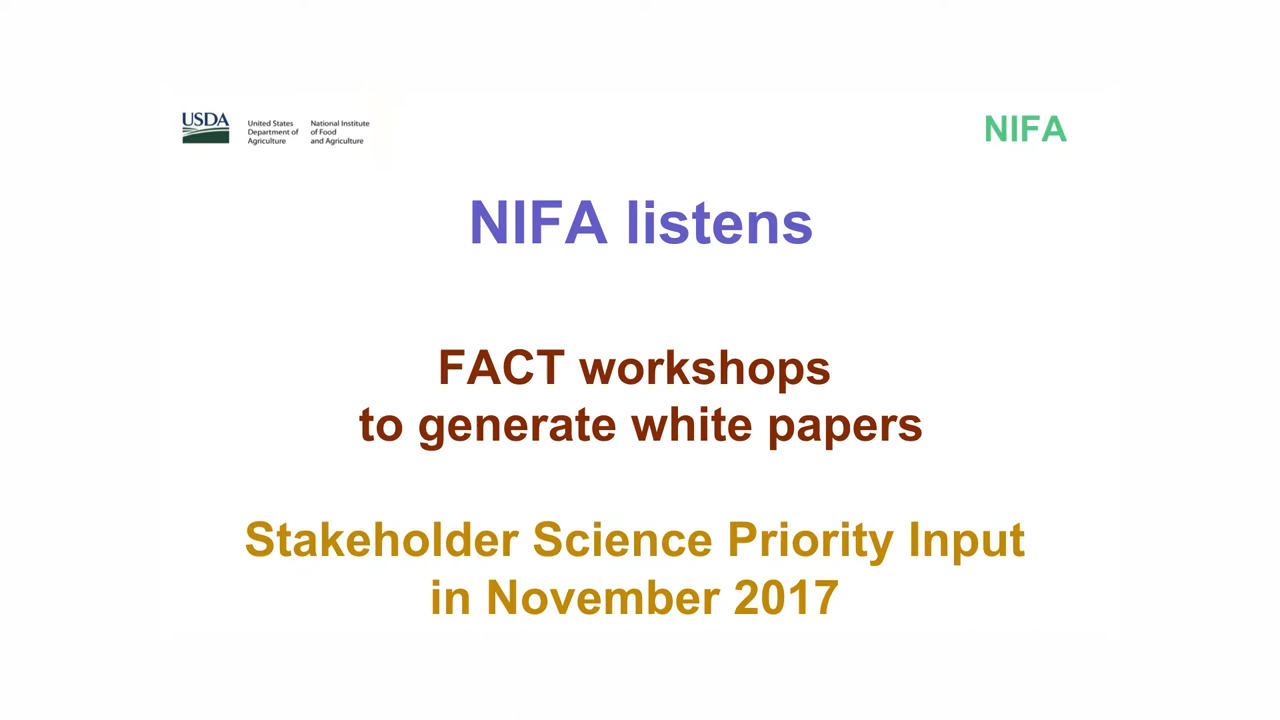 USDA
United States
Department of
Agriculture
National Institute
of Food
and Agriculture
NIFA
NIFA listens
FACT workshops
to generate white papers
Stakeholder Science Priority Input
in November 2017